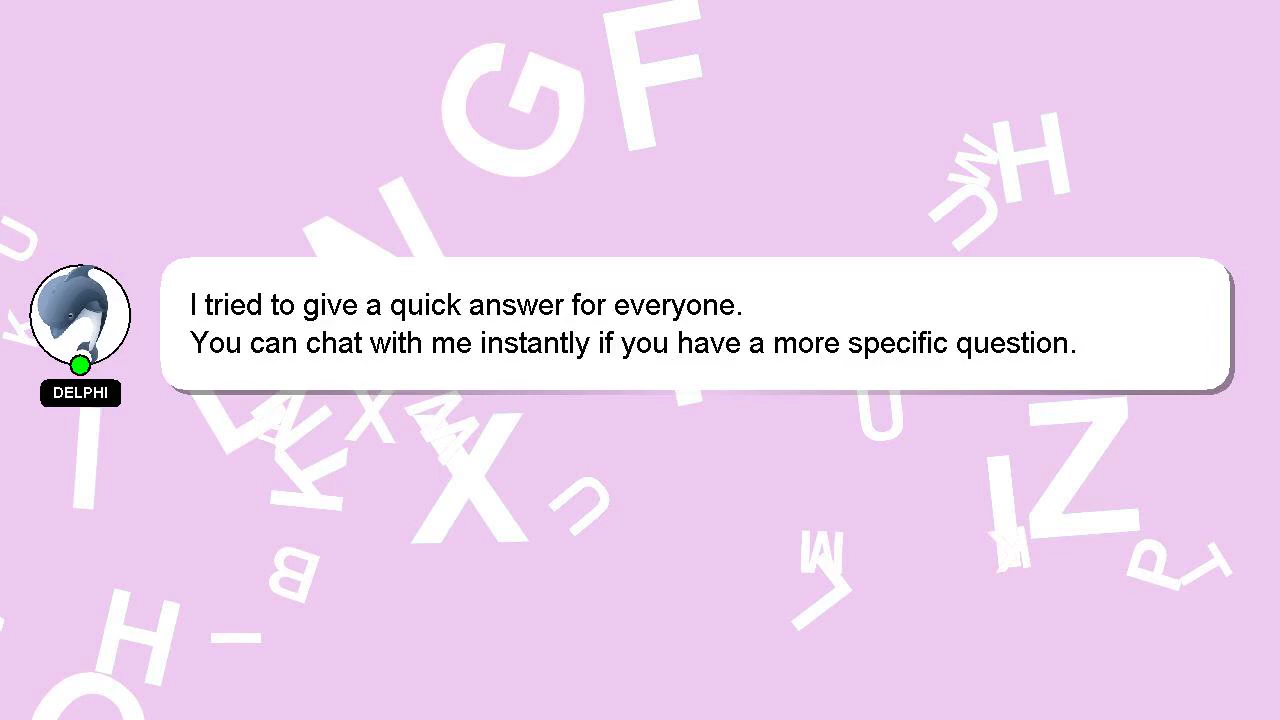 G F
N
U W H
U
K
I tried to give a quick answer for everyone.
You can chat with me instantly if you have a more specific question.
DELPHI
I
X
K
X
U
U
Z
I
B
P
T
H
I